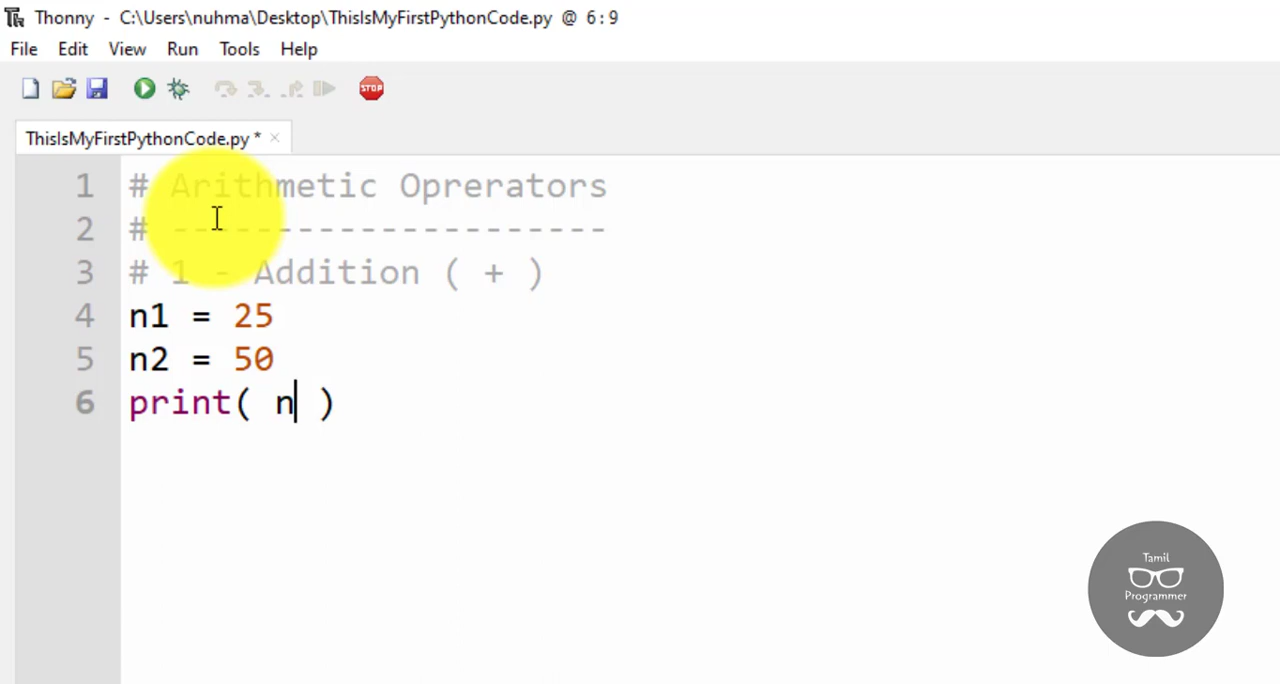 Thonny - C:\Users\nuhma\Desktop\ThisIsMyFirstPythonCode.py @ 6:9
File Edit View Run Tools Help
STOP
ThisIsMyFirstPythonCode.py * ×
1 # Arithmetic Oprerators
2 # ---------------------
3 # 1 - Addition ( + )
4 n1 = 25
5 n2 = 50
6 print( n )
Tamil
Programmer